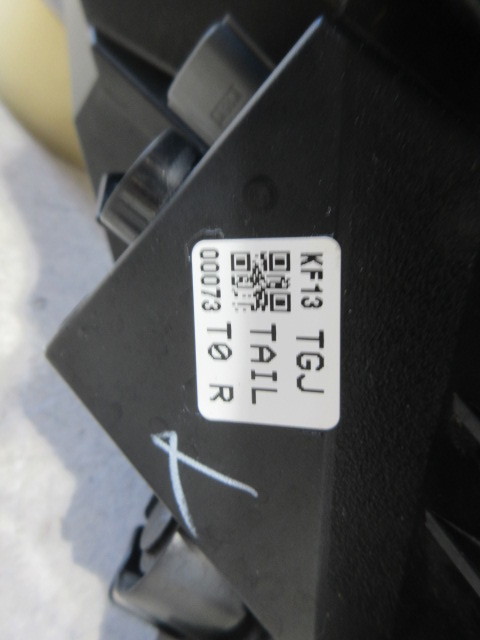 KF13 TGJ
TAIL
00073 T0 R